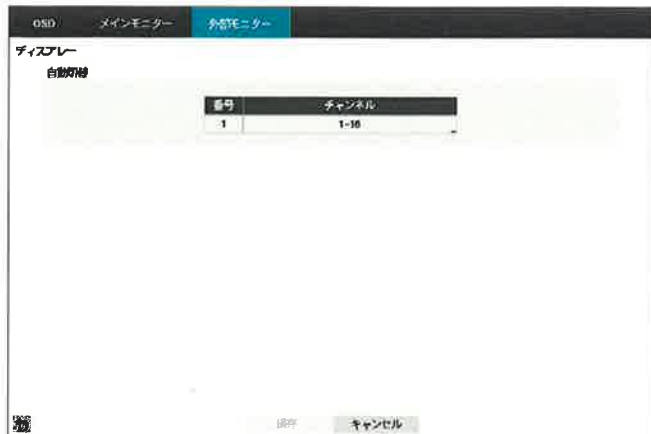 OSD メインモニター 外部モニター
ディスプレー
自動切替
番号 チャンネル
1 1-16
保存 キャンセル